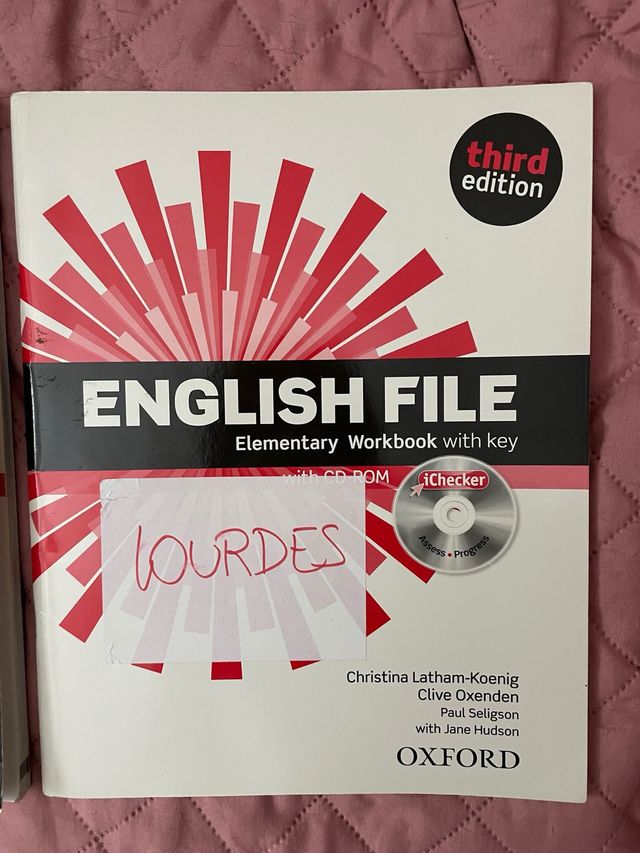 third
edition
ENGLISH FILE
Elementary Workbook with key
with CD-ROM
iChecker
Assess • Progress
LOURDES
Christina Latham-Koenig
Clive Oxenden
Paul Seligson
with Jane Hudson
OXFORD